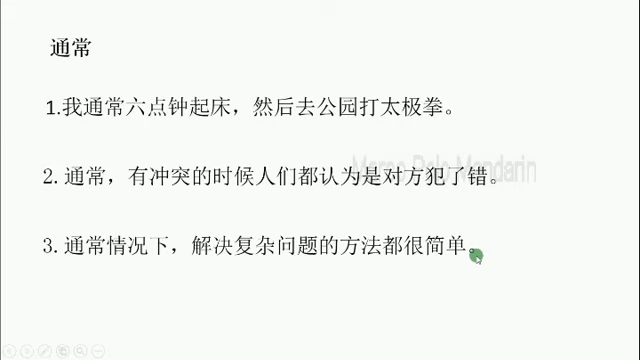 通常
1.我通常六点钟起床，然后去公园打太极拳。
2. 通常，有冲突的时候人们都认为是对方犯了错。
3. 通常情况下，解决复杂问题的方法都很简单。
Marco Polo Mandarin